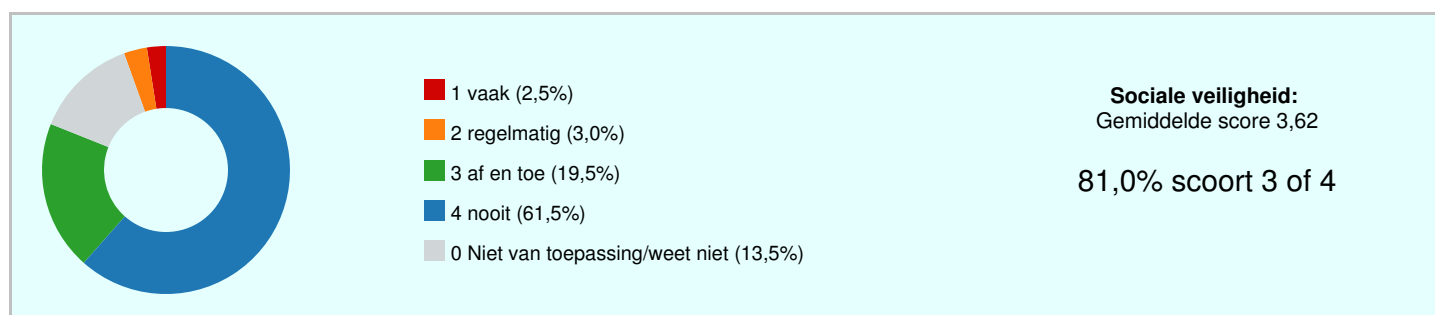 1 vaak (2,5%)
2 regelmatig (3,0%)
3 af en toe (19,5%)
4 nooit (61,5%)
0 Niet van toepassing/weet niet (13,5%)
Sociale veiligheid:
Gemiddelde score 3,62
81,0% scoort 3 of 4